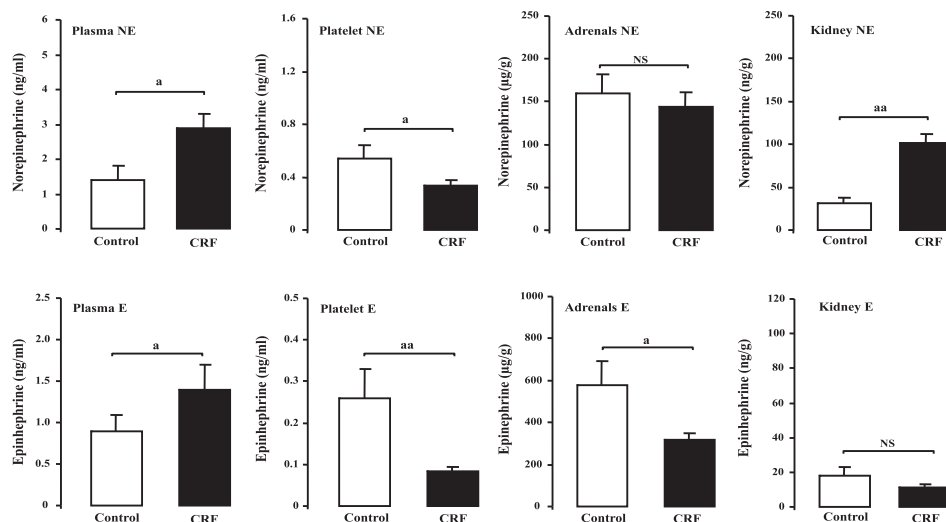 Plasma NE
Norepinephrine (ng/ml)
6
5
4
3
2
1
0
a
Control
CRF
Platelet NE
Norepinephrine (ng/ml)
1.6
1.2
0.8
0.4
0
a
Control
CRF
Adrenals NE
Norepinephrine (µg/g)
250
200
150
100
50
0
NS
Control
CRF
Kidney NE
Norepinephrine (ng/g)
250
200
150
100
50
0
aa
Control
CRF
Plasma E
Epinhephrine (ng/ml)
2.5
2.0
1.5
1.0
0.5
0
a
Control
CRF
Platelet E
Epinhephrine (ng/ml)
0.5
0.4
0.3
0.2
0.1
0
aa
Control
CRF
Adrenals E
Epinephrine (µg/g)
1000
800
600
400
200
0
a
Control
CRF
Kidney E
Epinhephrine (ng/g)
120
100
80
60
40
20
0
NS
Control
CRF